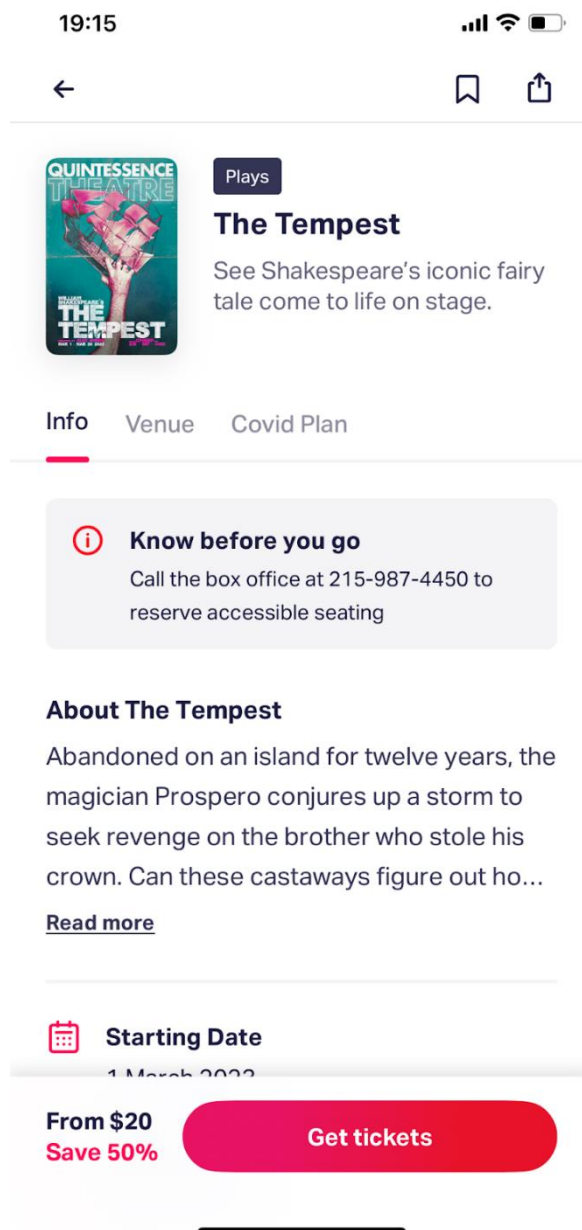 19:15
QUINTESSENCE
THEATRE
WILLIAM
SHAKESPEARE'S
THE
TEMPEST
Plays
The Tempest
See Shakespeare’s iconic fairy
tale come to life on stage.
Info
Venue
Covid Plan
Know before you go
Call the box office at 215-987-4450 to
reserve accessible seating
About The Tempest
Abandoned on an island for twelve years, the
magician Prospero conjures up a storm to
seek revenge on the brother who stole his
crown. Can these castaways figure out ho...
Read more
Starting Date
1 March 2023
From $20
Save 50%
Get tickets